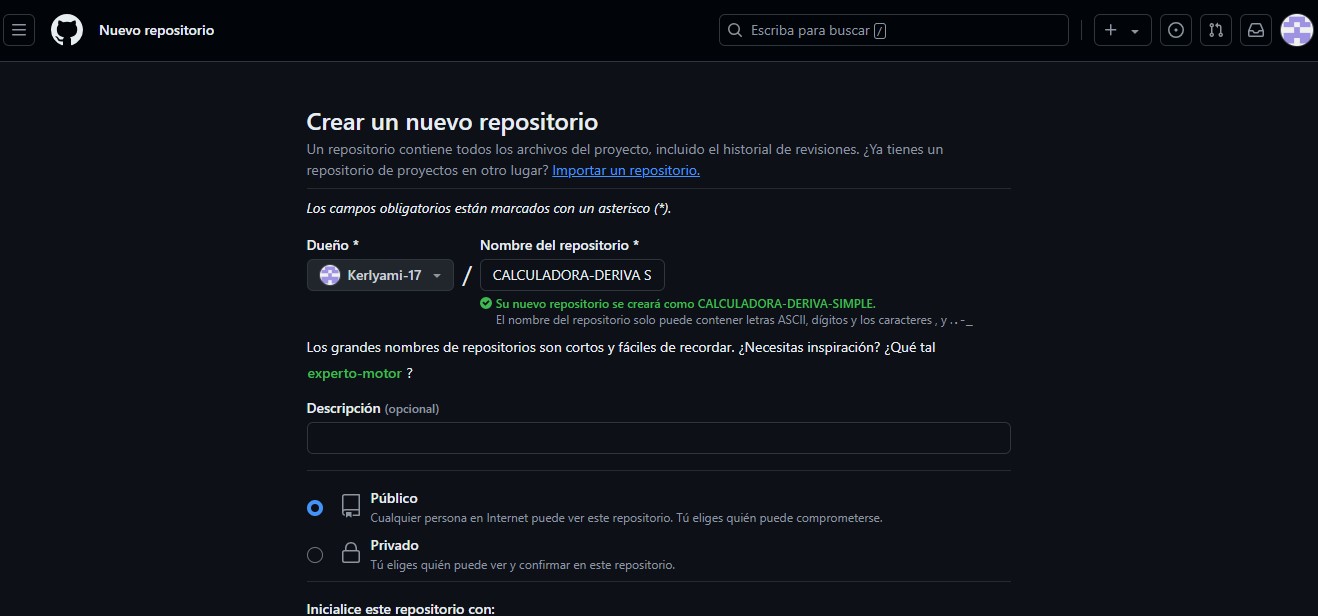 Nuevo repositorio
Escriba para buscar /
Crear un nuevo repositorio
Un repositorio contiene todos los archivos del proyecto, incluido el historial de revisiones. ¿Ya tienes un
repositorio de proyectos en otro lugar? Importar un repositorio.
Los campos obligatorios están marcados con un asterisco (*).
Dueño *
Nombre del repositorio *
Kerlyami-17 / CALCULADORA-DERIVA S
Su nuevo repositorio se creará como CALCULADORA-DERIVA-SIMPLE.
El nombre del repositorio solo puede contener letras ASCII, dígitos y los caracteres , y . . - _
Los grandes nombres de repositorios son cortos y fáciles de recordar. ¿Necesitas inspiración? ¿Qué tal
experto-motor ?
Descripción (opcional)
Público
Cualquier persona en Internet puede ver este repositorio. Tú eliges quién puede comprometerse.
Privado
Tú eliges quién puede ver y confirmar en este repositorio.
Inicialice este repositorio con: